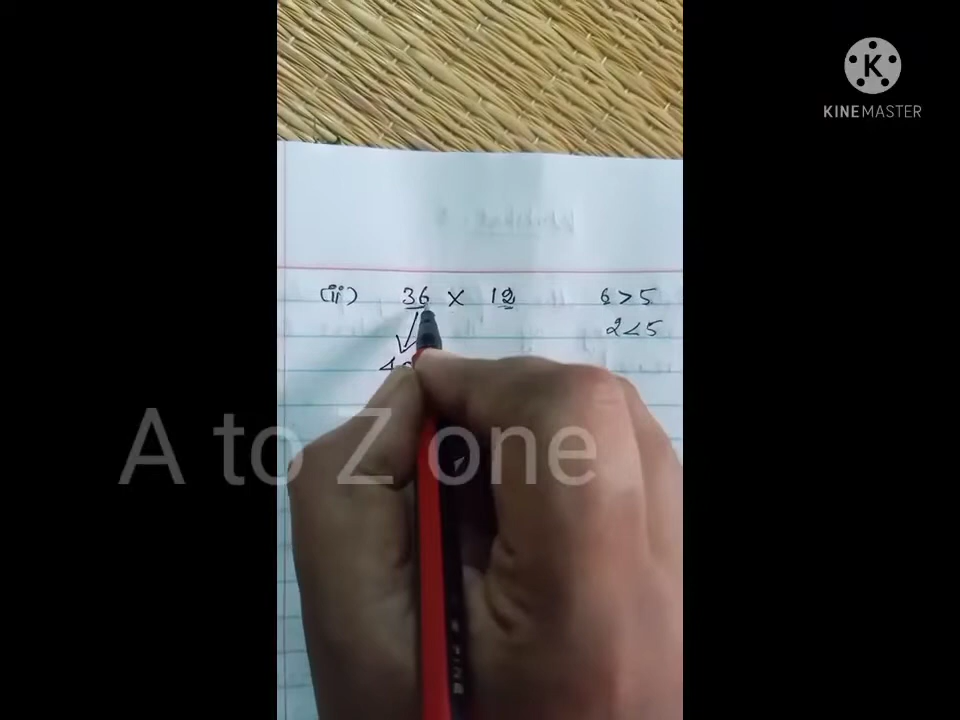 K
KINEMASTER
(ii) 36 × 12 6 > 5
2 < 5
A to Z one